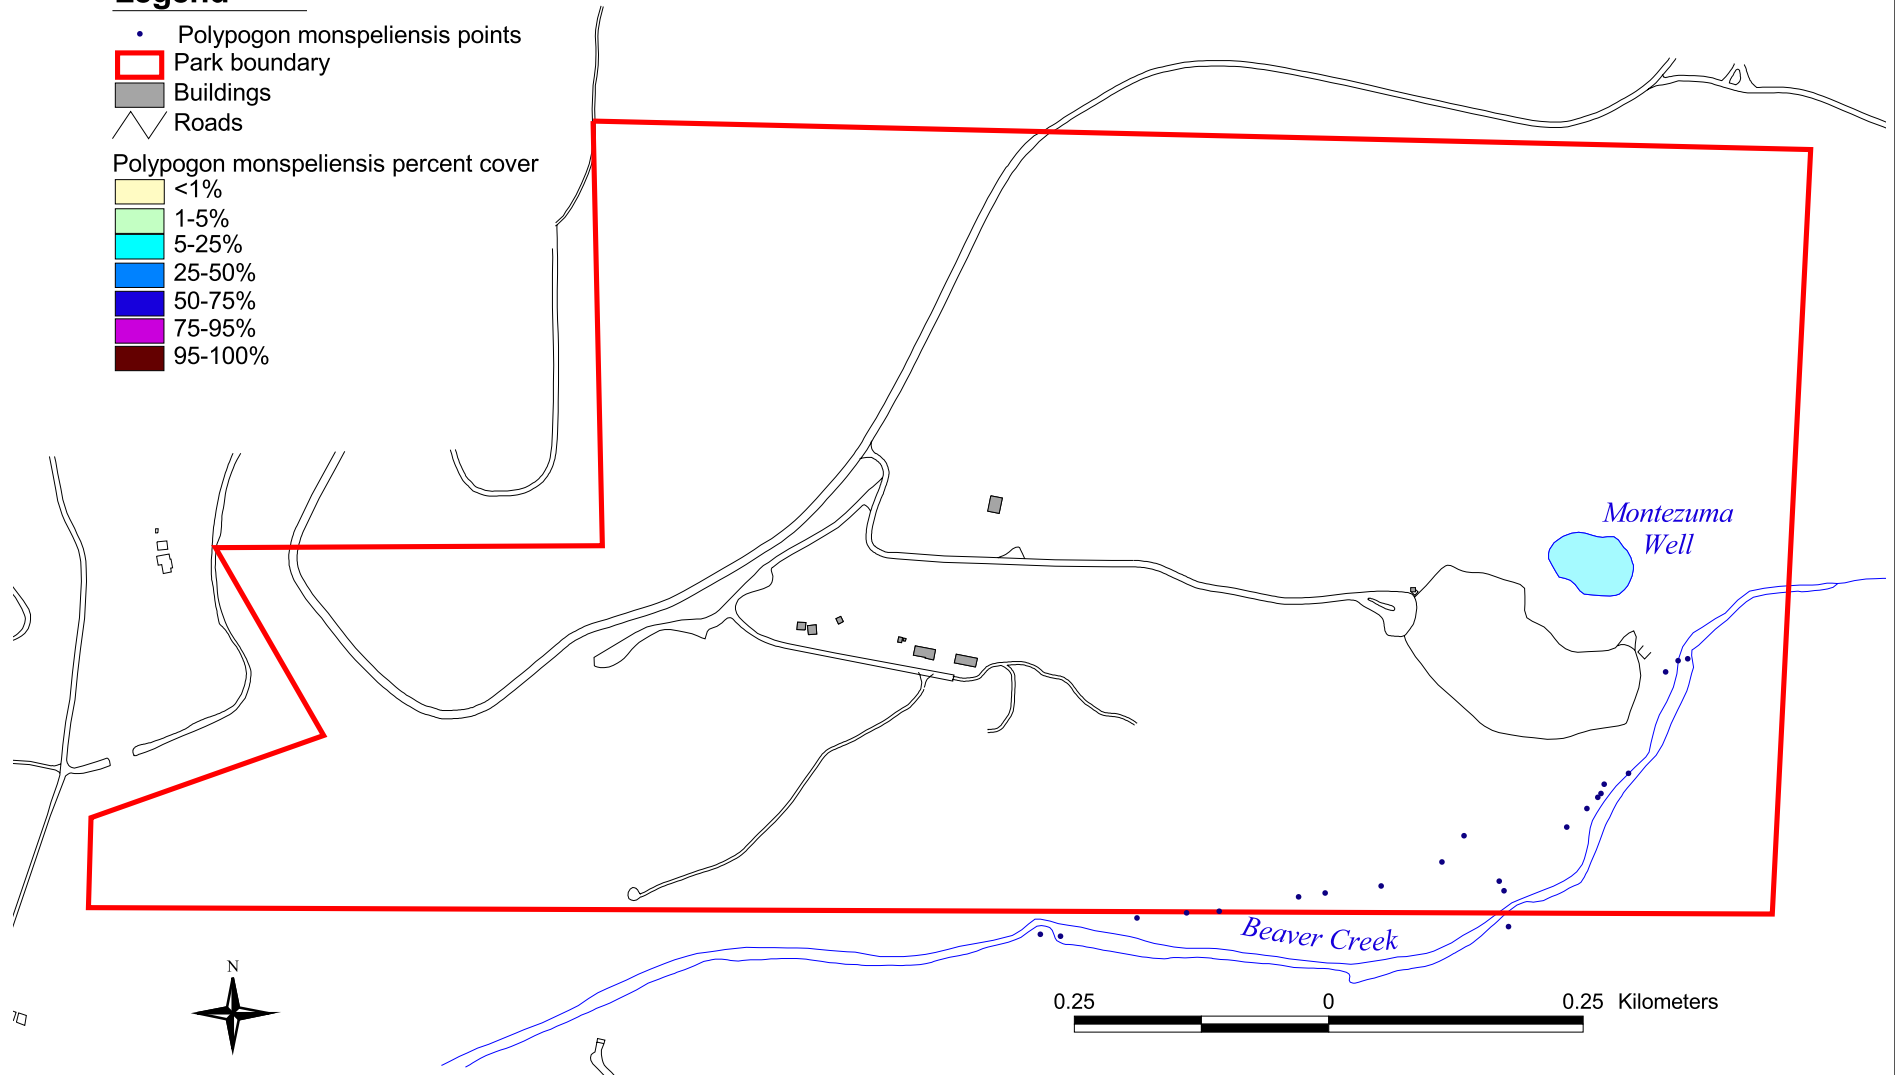 Legend
Polypogon monspeliensis points
Park boundary
Buildings
Roads
Polypogon monspeliensis percent cover
<1%
1-5%
5-25%
25-50%
50-75%
75-95%
95-100%
Montezuma
Well
Beaver Creek
N
0.25 0 0.25 Kilometers